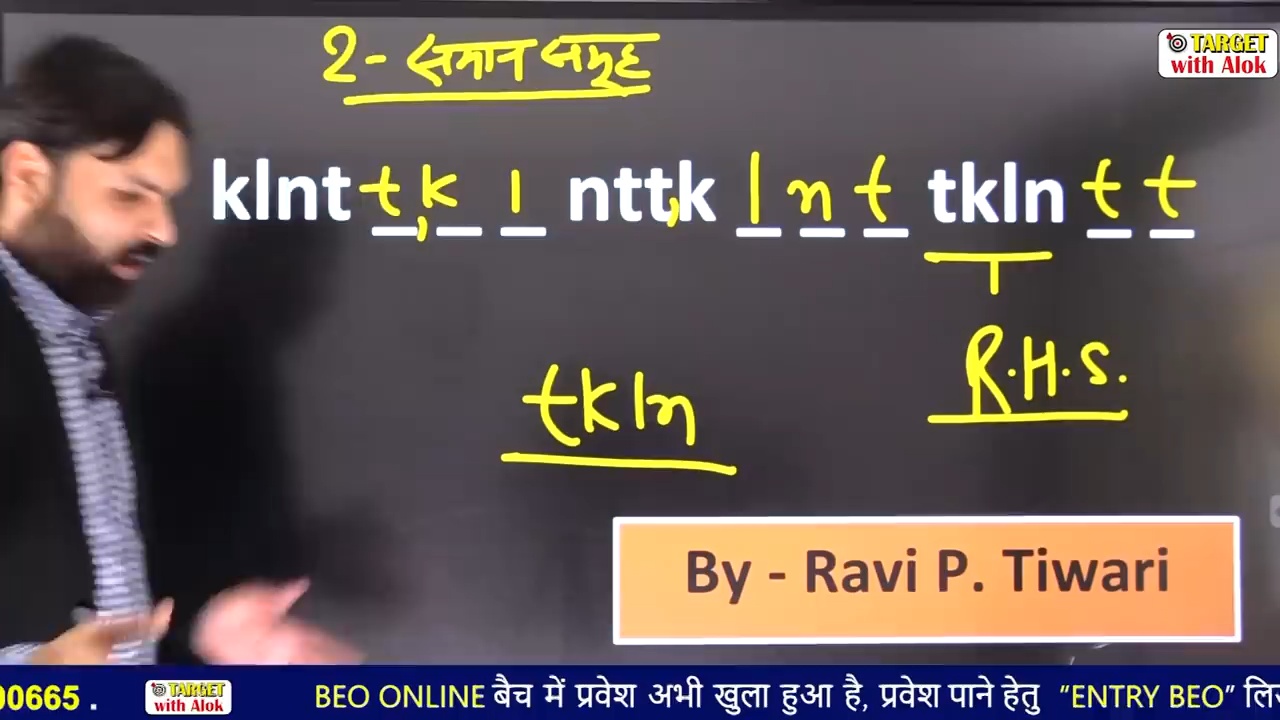 TARGET
with Alok
2- समान समूह
klnt t, k l nttk l n t tkln t t
R.H.S.
tkln
By - Ravi P. Tiwari
00665 . TARGET with Alok BEO ONLINE बैच में प्रवेश अभी खुला हुआ है, प्रवेश पाने हेतु “ENTRY BEO”